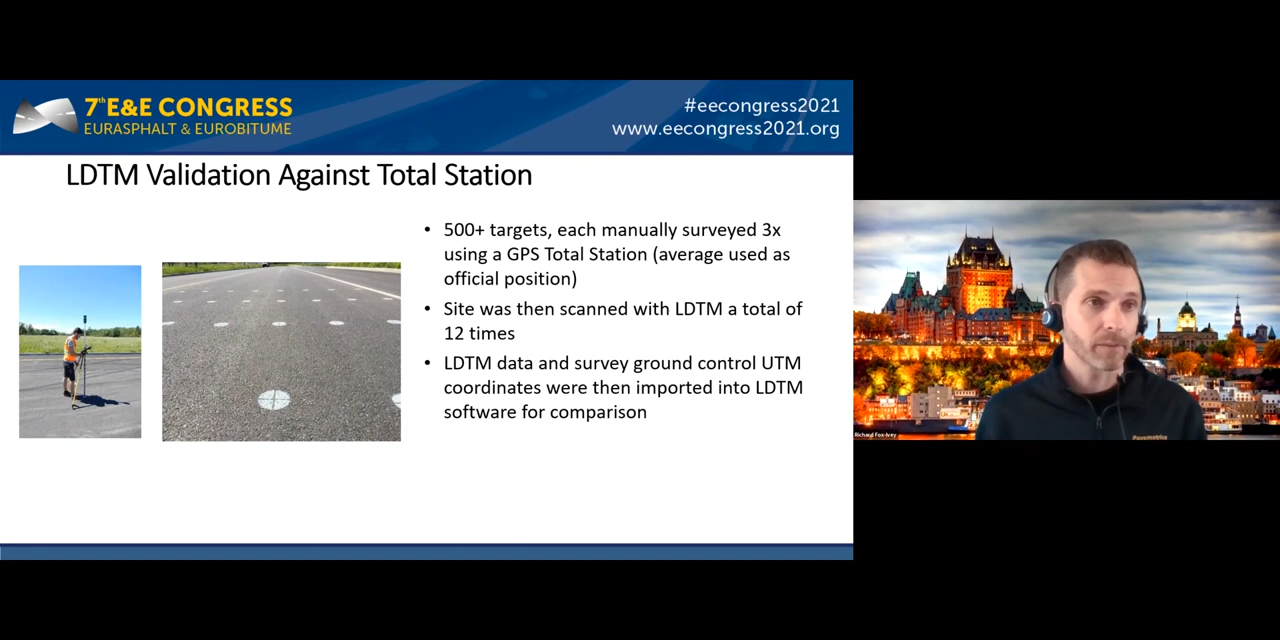 7th E&E CONGRESS
EURASPHALT & EUROBITUME
#eecongress2021
www.eecongress2021.org
LDTM Validation Against Total Station
• 500+ targets, each manually surveyed 3x
using a GPS Total Station (average used as
official position)
• Site was then scanned with LDTM a total of
12 times
• LDTM data and survey ground control UTM
coordinates were then imported into LDTM
software for comparison
Pavemetrics
Richard Fox-Ivey